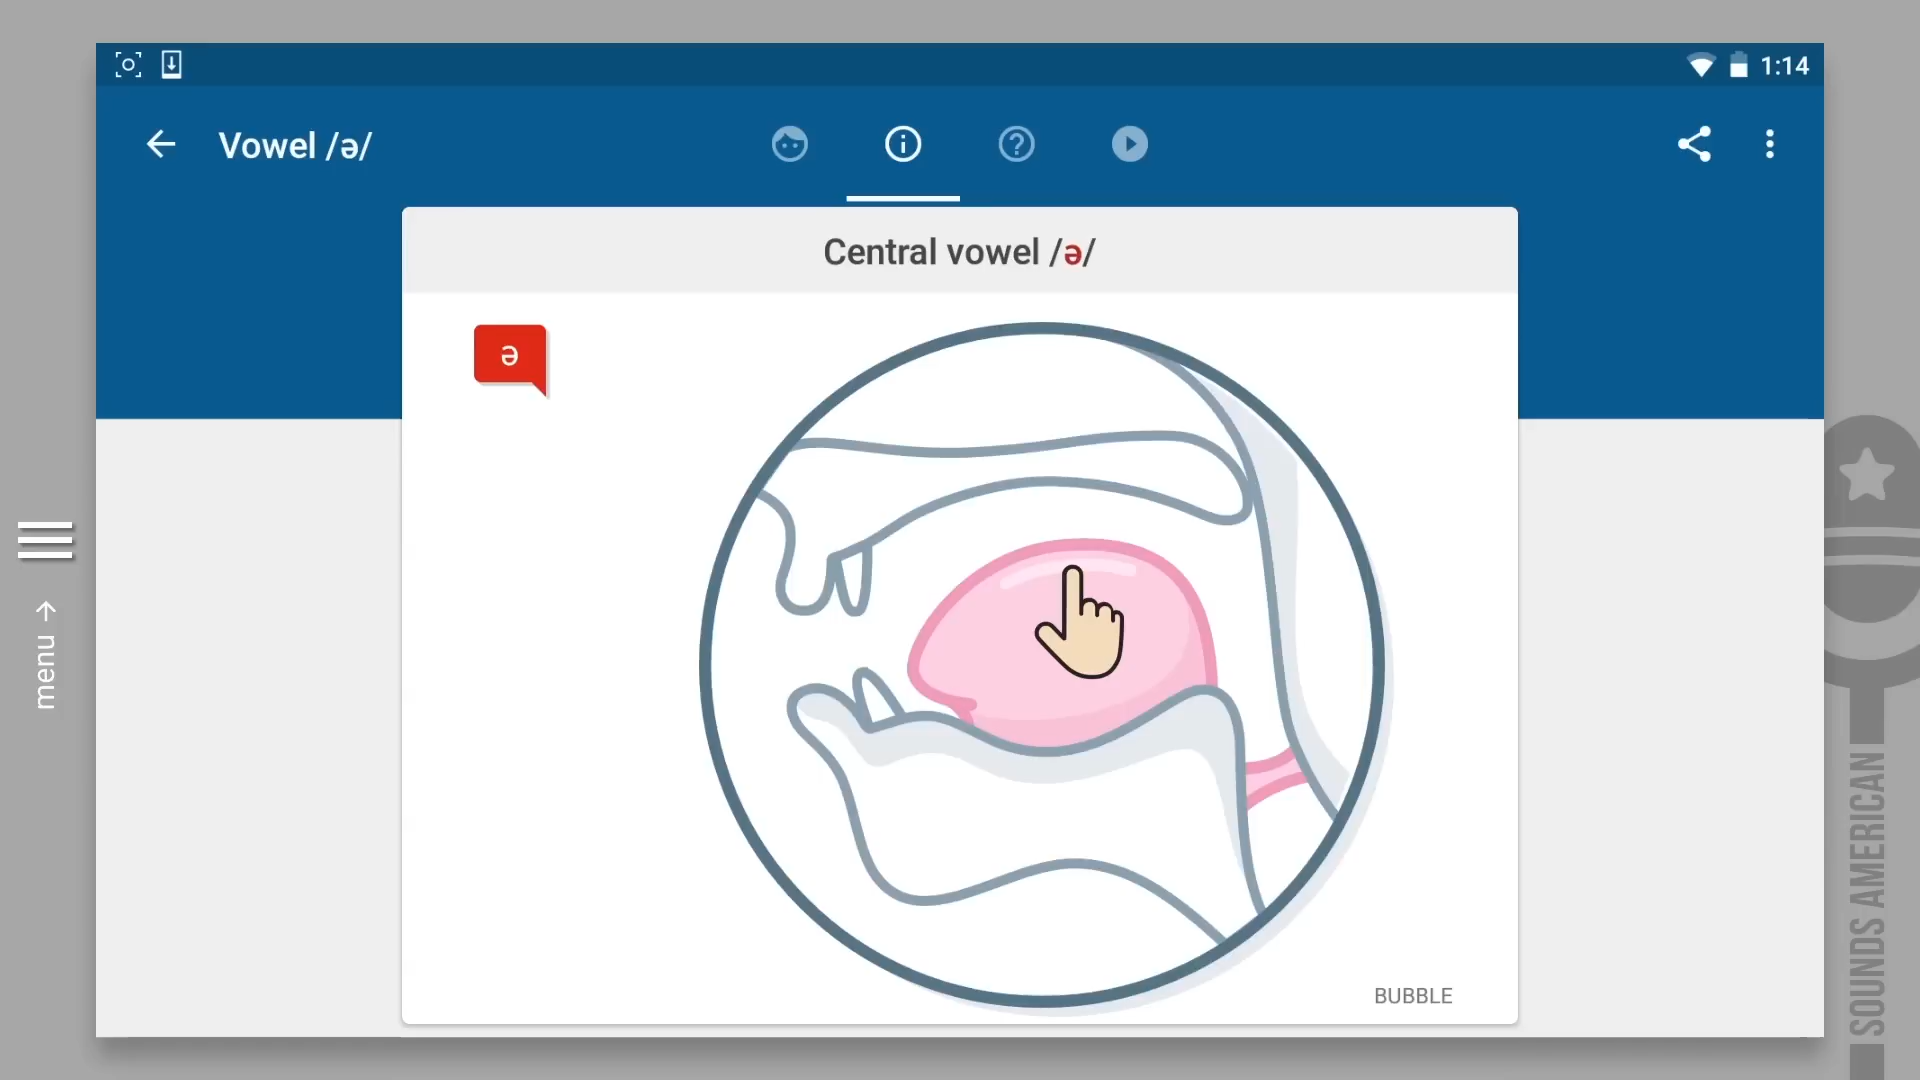 1:14
Vowel /ə/
Central vowel /ə/
ə
menu
BUBBLE
SOUNDS AMERICAN